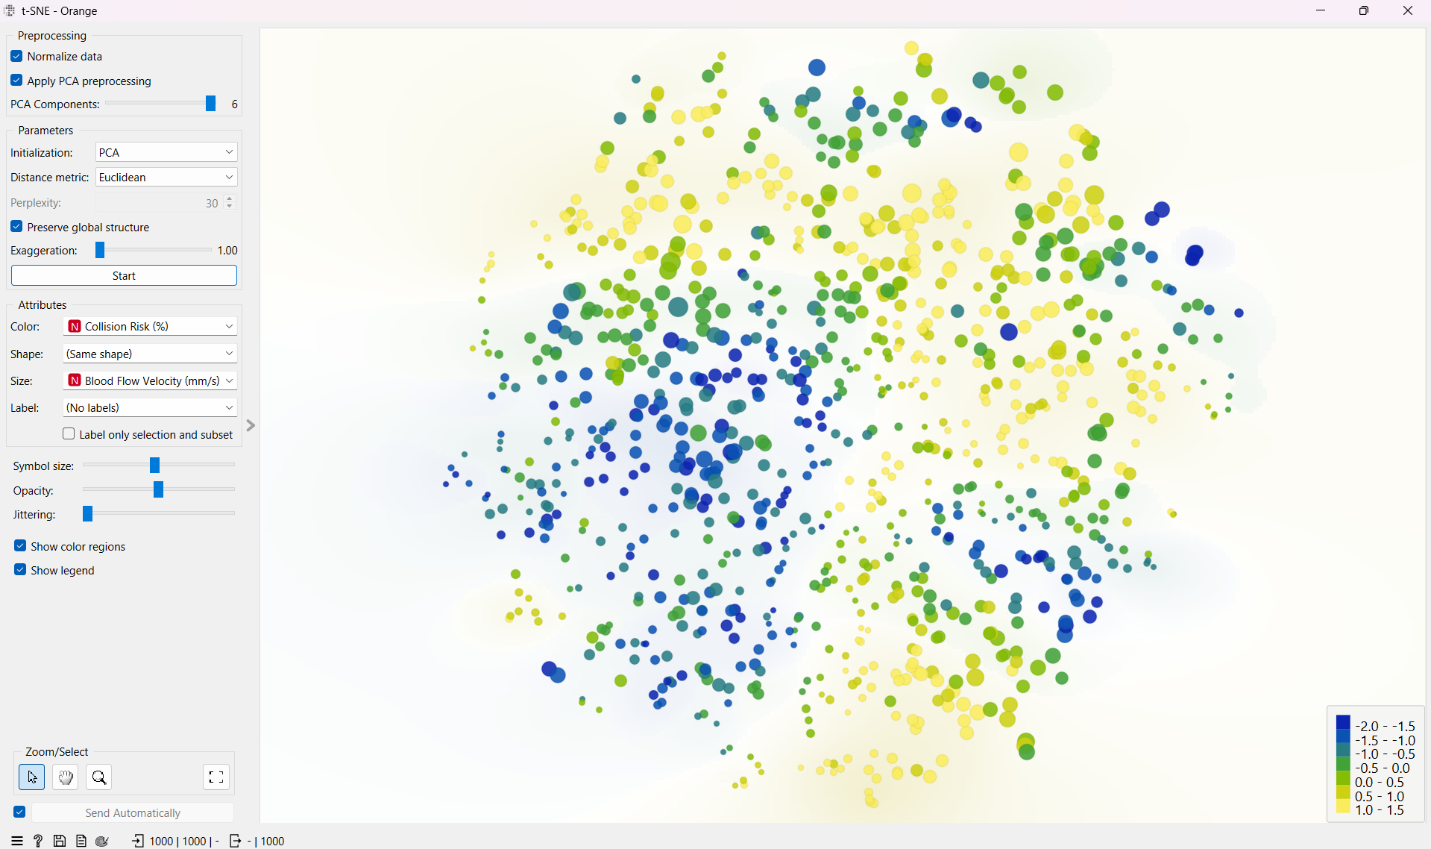 t-SNE - Orange
Preprocessing
Normalize data
Apply PCA preprocessing
PCA Components: 6
Parameters
Initialization: PCA
Distance metric: Euclidean
Perplexity: 30
Preserve global structure
Exaggeration: 1.00
Start
Attributes
Color: N Collision Risk (%)
Shape: (Same shape)
Size: N Blood Flow Velocity (mm/s)
Label: (No labels)
Label only selection and subset
Symbol size:
Opacity:
Jittering:
Show color regions
Show legend
Zoom/Select
Send Automatically
1000 | 1000 | - - | 1000
-2.0 - -1.5
-1.5 - -1.0
-1.0 - -0.5
-0.5 - 0.0
0.0 - 0.5
0.5 - 1.0
1.0 - 1.5